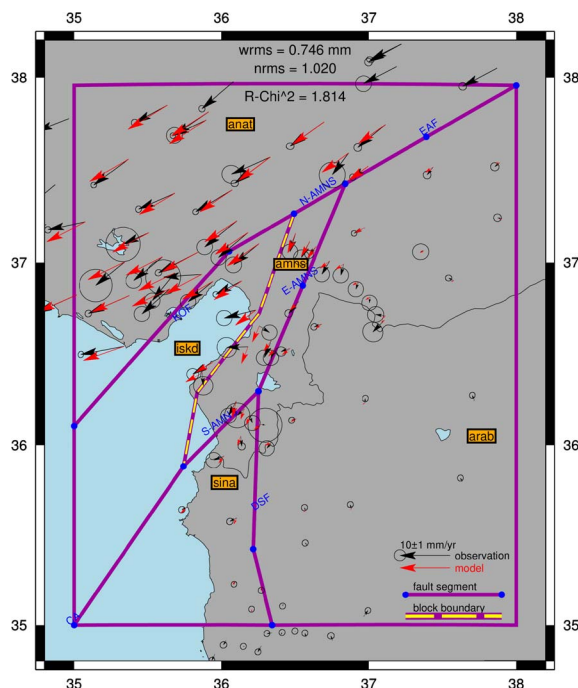 35 36 37 38
38 38
wrms = 0.746 mm
nrms = 1.020
R-Chi^2 = 1.814
anat
EAF
N-AMNS
37 37
amns
E-AMNS
KOF
iskd
36 36
S-AMNS
arab
sina
DSF
10±1 mm/yr
observation
model
fault segment
block boundary
35 35
35 36 37 38